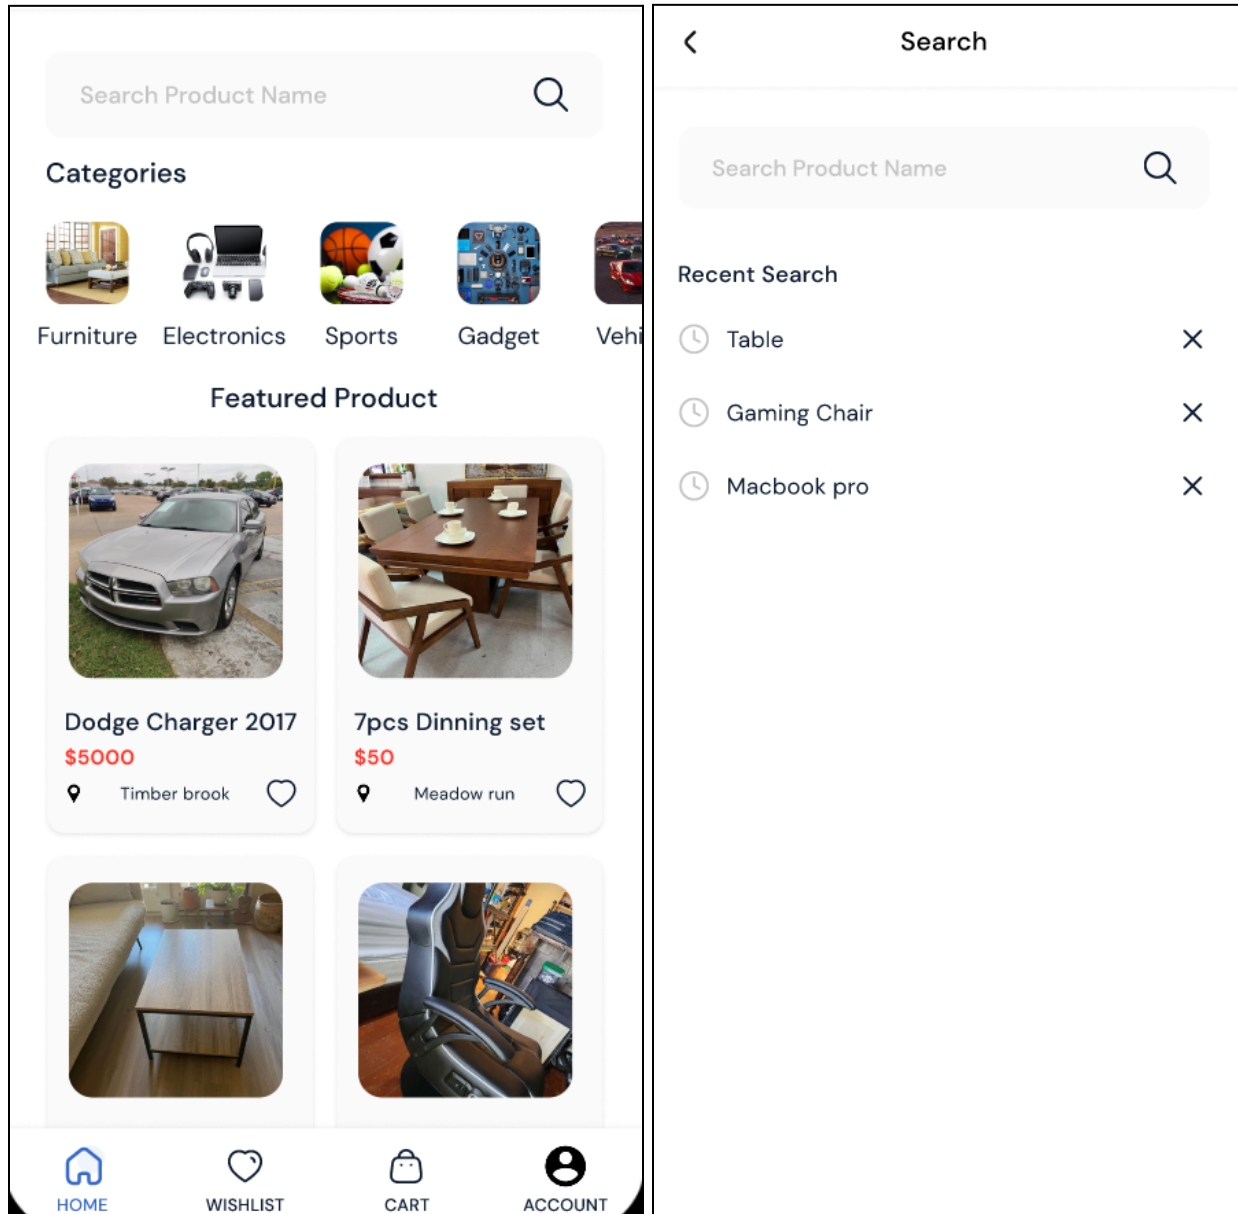 Search Product Name
Categories
Furniture Electronics Sports Gadget Vehi
Featured Product
Dodge Charger 2017
$5000
Timber brook
7pcs Dinning set
$50
Meadow run
HOME WISHLIST CART ACCOUNT
Search
Search Product Name
Recent Search
Table
Gaming Chair
Macbook pro